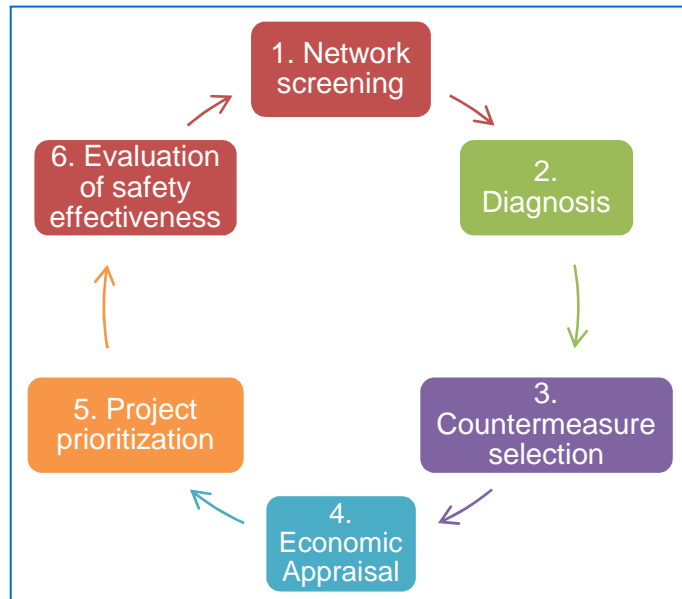 1. Network
screening
2.
Diagnosis
3.
Countermeasure
selection
4.
Economic
Appraisal
5. Project
prioritization
6. Evaluation
of safety
effectiveness